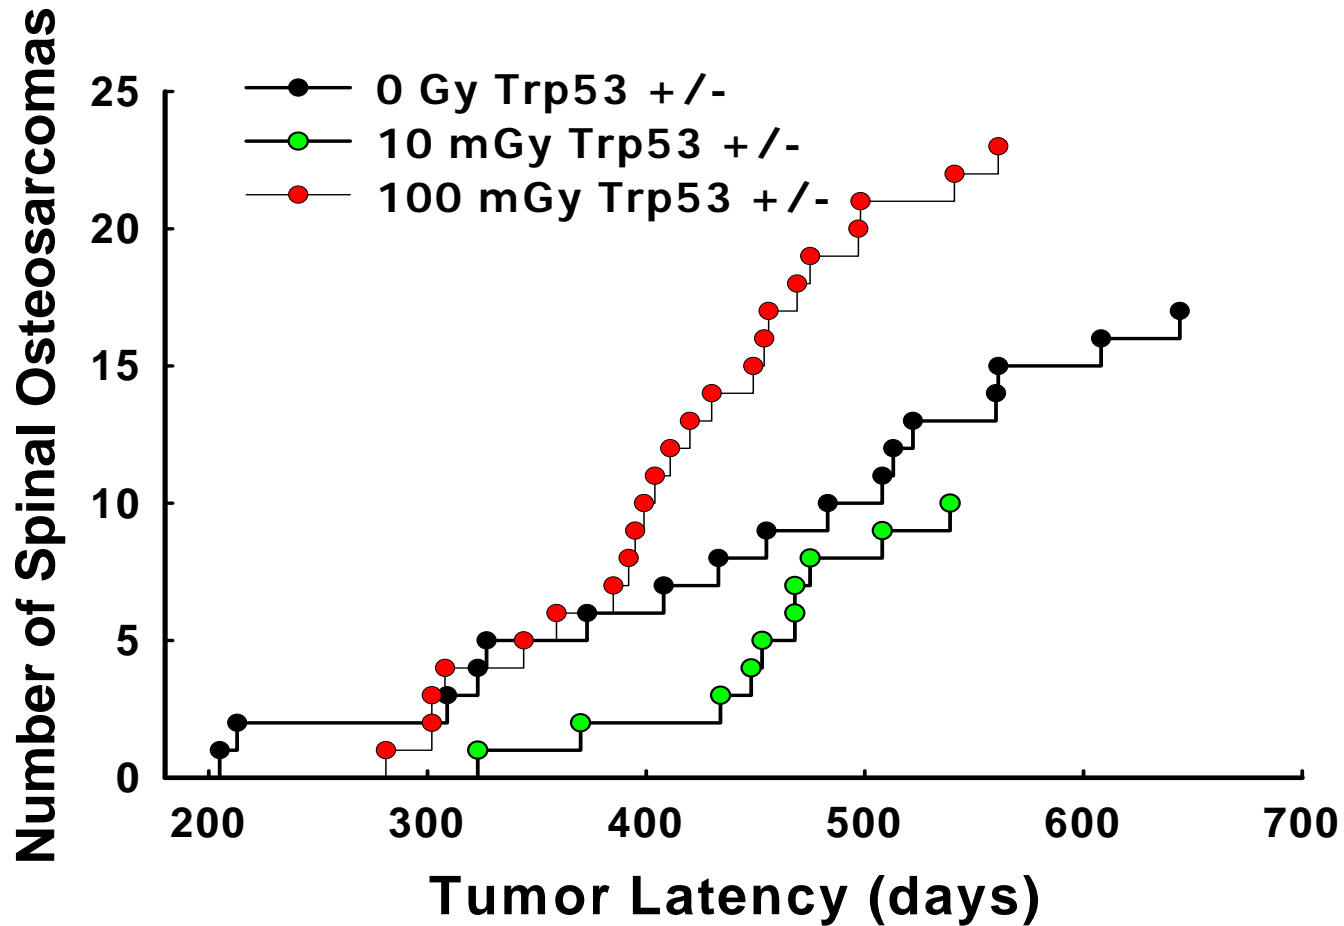 Number of Spinal Osteosarcomas
0 Gy Trp53 +/-
10 mGy Trp53 +/-
100 mGy Trp53 +/-
25
20
15
10
5
0
200 300 400 500 600 700
Tumor Latency (days)